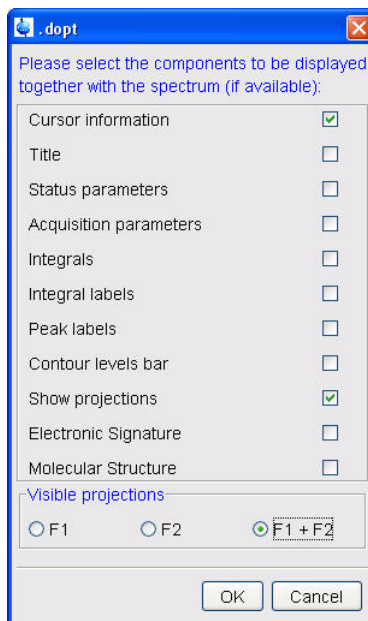 .dopt
Please select the components to be displayed
together with the spectrum (if available):
Cursor information
Title
Status parameters
Acquisition parameters
Integrals
Integral labels
Peak labels
Contour levels bar
Show projections
Electronic Signature
Molecular Structure
Visible projections
F1 F2 F1 + F2
OK Cancel